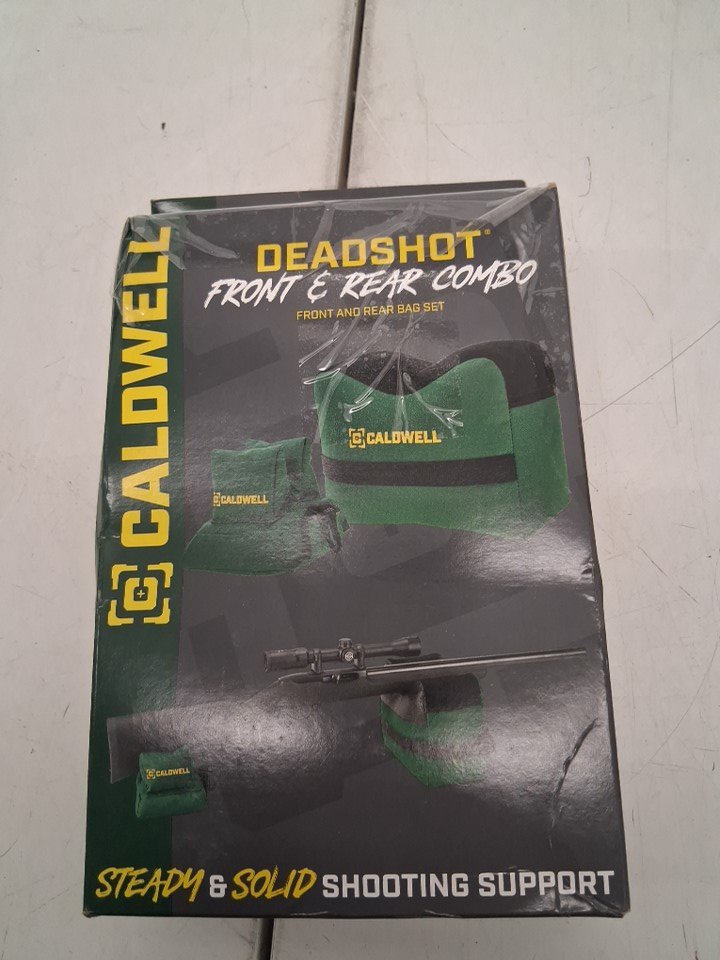 DEADSHOT®
FRONT & REAR COMBO
FRONT AND REAR BAG SET
CALDWELL
CALDWELL
CALDWELL
CALDWELL
STEADY & SOLID SHOOTING SUPPORT